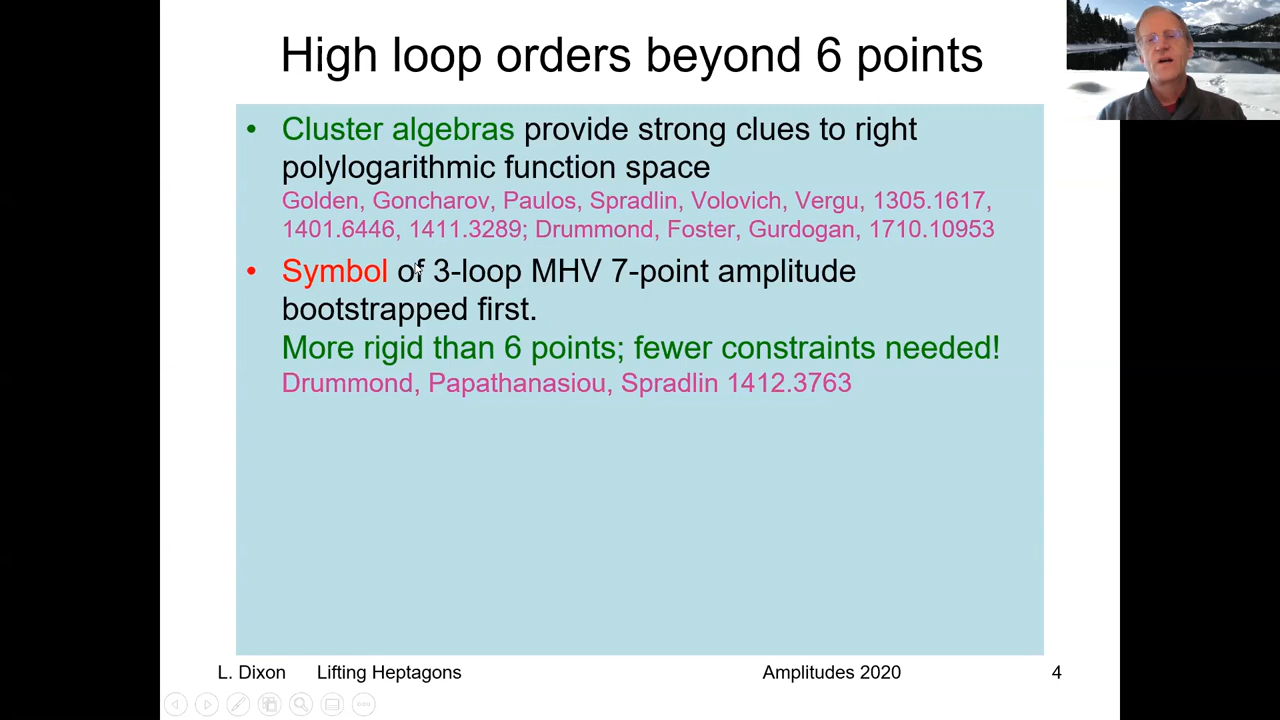 High loop orders beyond 6 points
• Cluster algebras provide strong clues to right
polylogarithmic function space
Golden, Goncharov, Paulos, Spradlin, Volovich, Vergu, 1305.1617,
1401.6446, 1411.3289; Drummond, Foster, Gurdogan, 1710.10953
• Symbol of 3-loop MHV 7-point amplitude
bootstrapped first.
More rigid than 6 points; fewer constraints needed!
Drummond, Papathanasiou, Spradlin 1412.3763
L. Dixon Lifting Heptagons Amplitudes 2020 4